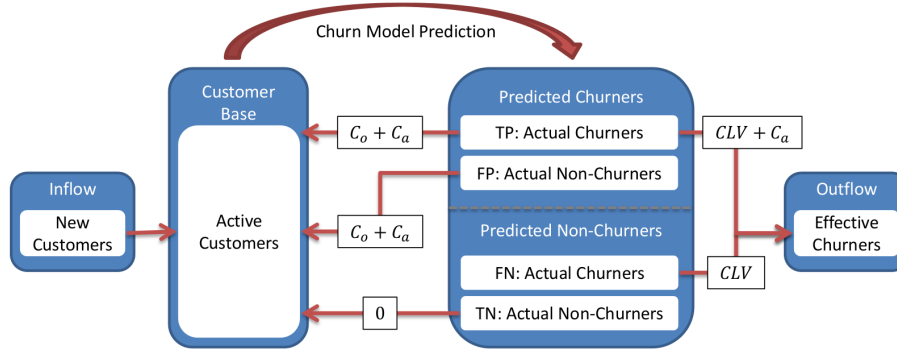 Churn Model Prediction
Customer
Base
Predicted Churners
C_o + C_a
TP: Actual Churners
CLV + C_a
FP: Actual Non-Churners
Inflow
New
Customers
Active
Customers
C_o + C_a
Predicted Non-Churners
Outflow
Effective
Churners
FN: Actual Churners
CLV
0
TN: Actual Non-Churners